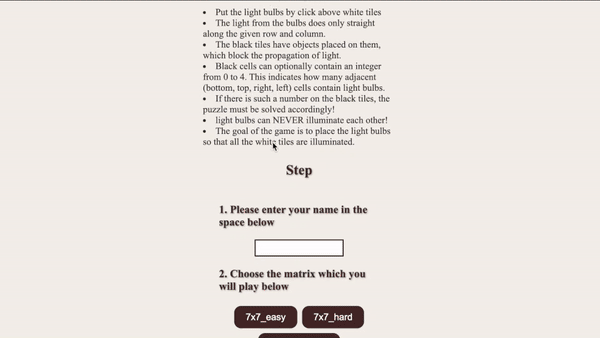 • Put the light bulbs by click above white tiles
• The light from the bulbs does only straight
along the given row and column.
• The black tiles have objects placed on them,
which block the propagation of light.
• Black cells can optionally contain an integer
from 0 to 4. This indicates how many adjacent
(bottom, top, right, left) cells contain light bulbs.
• If there is such a number on the black tiles, the
puzzle must be solved accordingly!
• light bulbs can NEVER illuminate each other!
• The goal of the game is to place the light bulbs
so that all the white tiles are illuminated.
Step
1. Please enter your name in the
space below
2. Choose the matrix which you
will play below
7x7_easy 7x7_hard